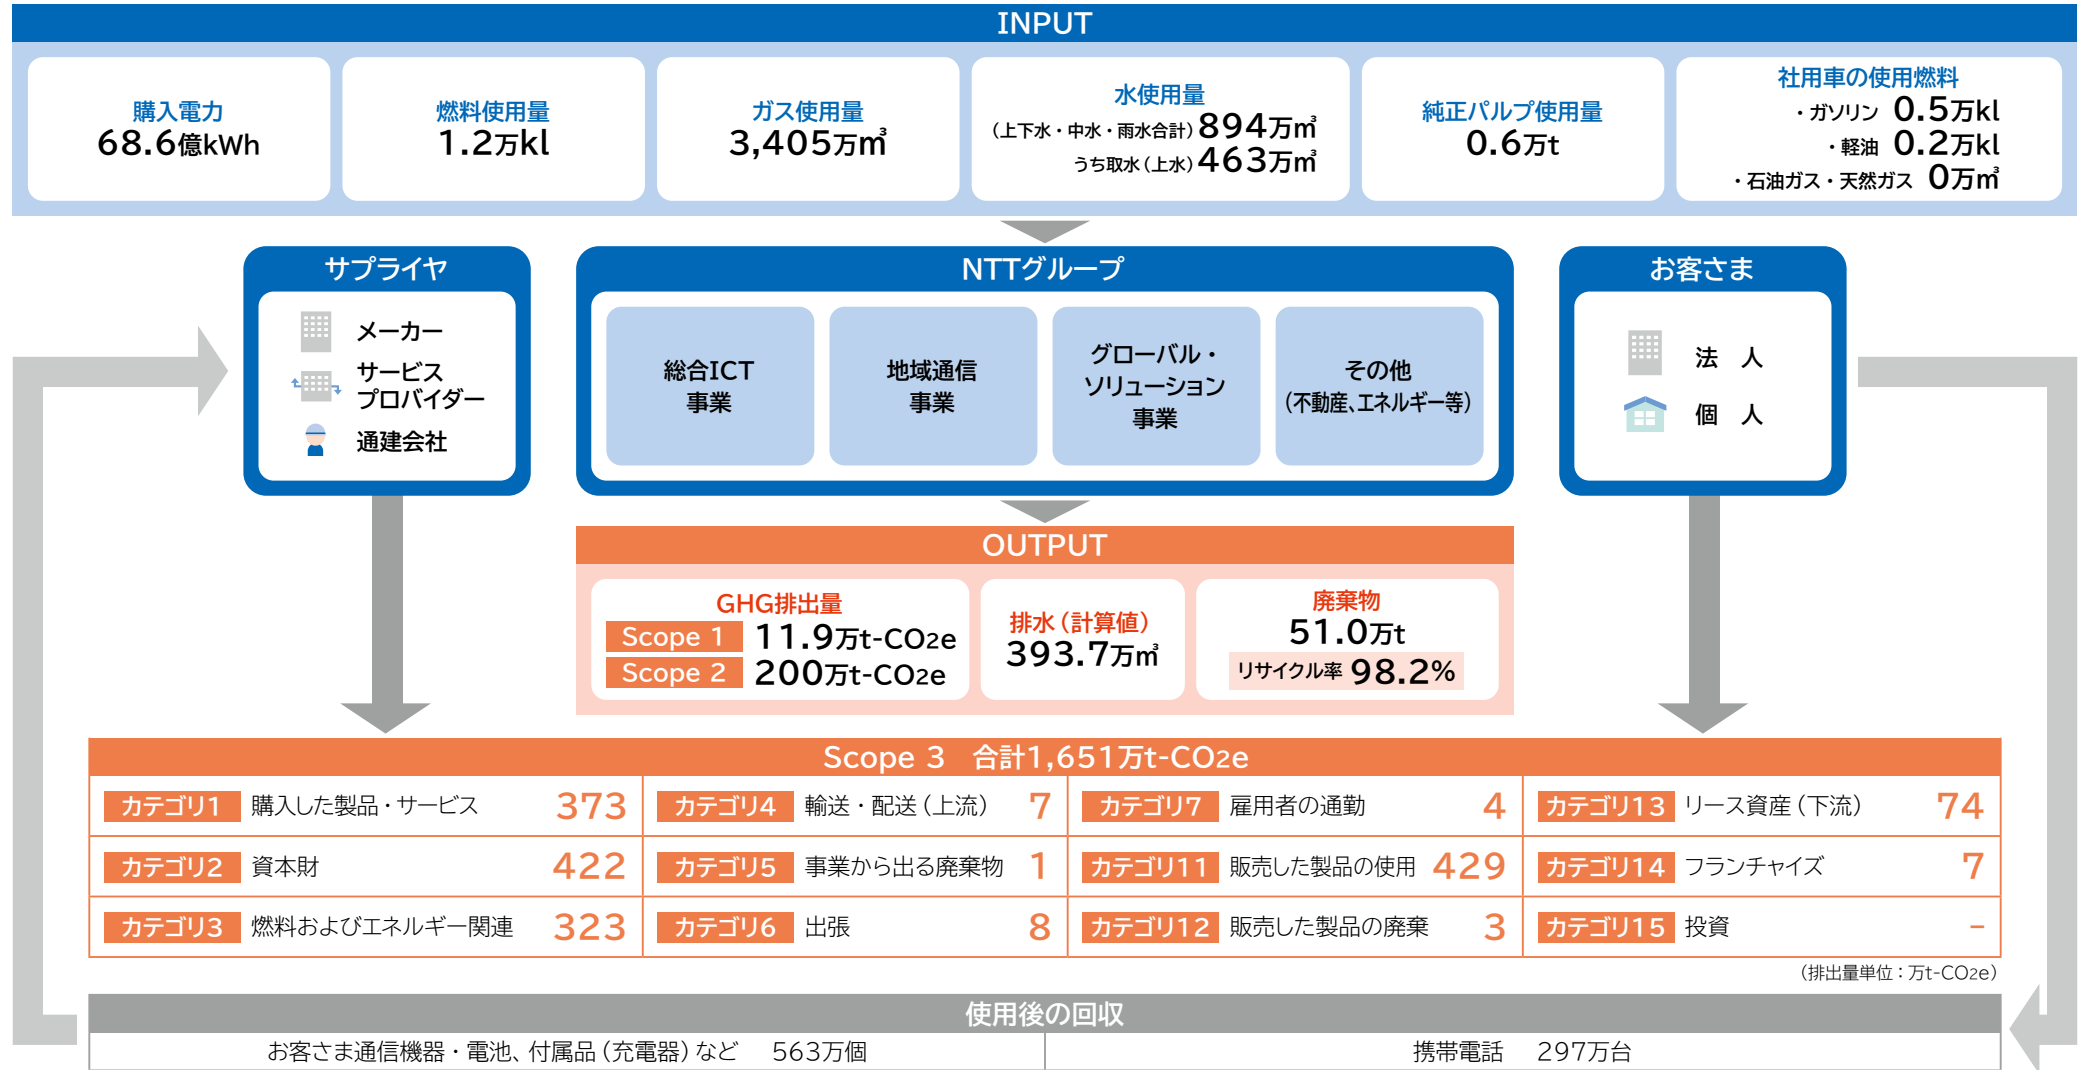 INPUT
購入電力
68.6億kWh
燃料使用量
1.2万kl
ガス使用量
3,405万㎥
水使用量
(上下水・中水・雨水合計) 894万㎥
うち取水(上水) 463万㎥
純正パルプ使用量
0.6万t
社用車の使用燃料
・ガソリン 0.5万kl
・軽油 0.2万kl
・石油ガス・天然ガス 0万㎥
サプライヤ
メーカー
サービス
プロバイダー
通建会社
NTTグループ
総合ICT
事業
地域通信
事業
グローバル・
ソリューション
事業
その他
(不動産、エネルギー等)
お客さま
法 人
個 人
OUTPUT
GHG排出量
Scope 1 11.9万t-CO2e
Scope 2 200万t-CO2e
排水(計算値)
393.7万㎥
廃棄物
51.0万t
リサイクル率 98.2%
Scope 3 合計1,651万t-CO2e
カテゴリ1 購入した製品・サービス 373
カテゴリ4 輸送・配送(上流) 7
カテゴリ7 雇用者の通勤 4
カテゴリ13 リース資産(下流) 74
カテゴリ2 資本財 422
カテゴリ5 事業から出る廃棄物 1
カテゴリ11 販売した製品の使用 429
カテゴリ14 フランチャイズ 7
カテゴリ3 燃料およびエネルギー関連 323
カテゴリ6 出張 8
カテゴリ12 販売した製品の廃棄 3
カテゴリ15 投資 -
(排出量単位:万t-CO2e)
使用後の回収
お客さま通信機器・電池、付属品(充電器)など 563万個
携帯電話 297万台